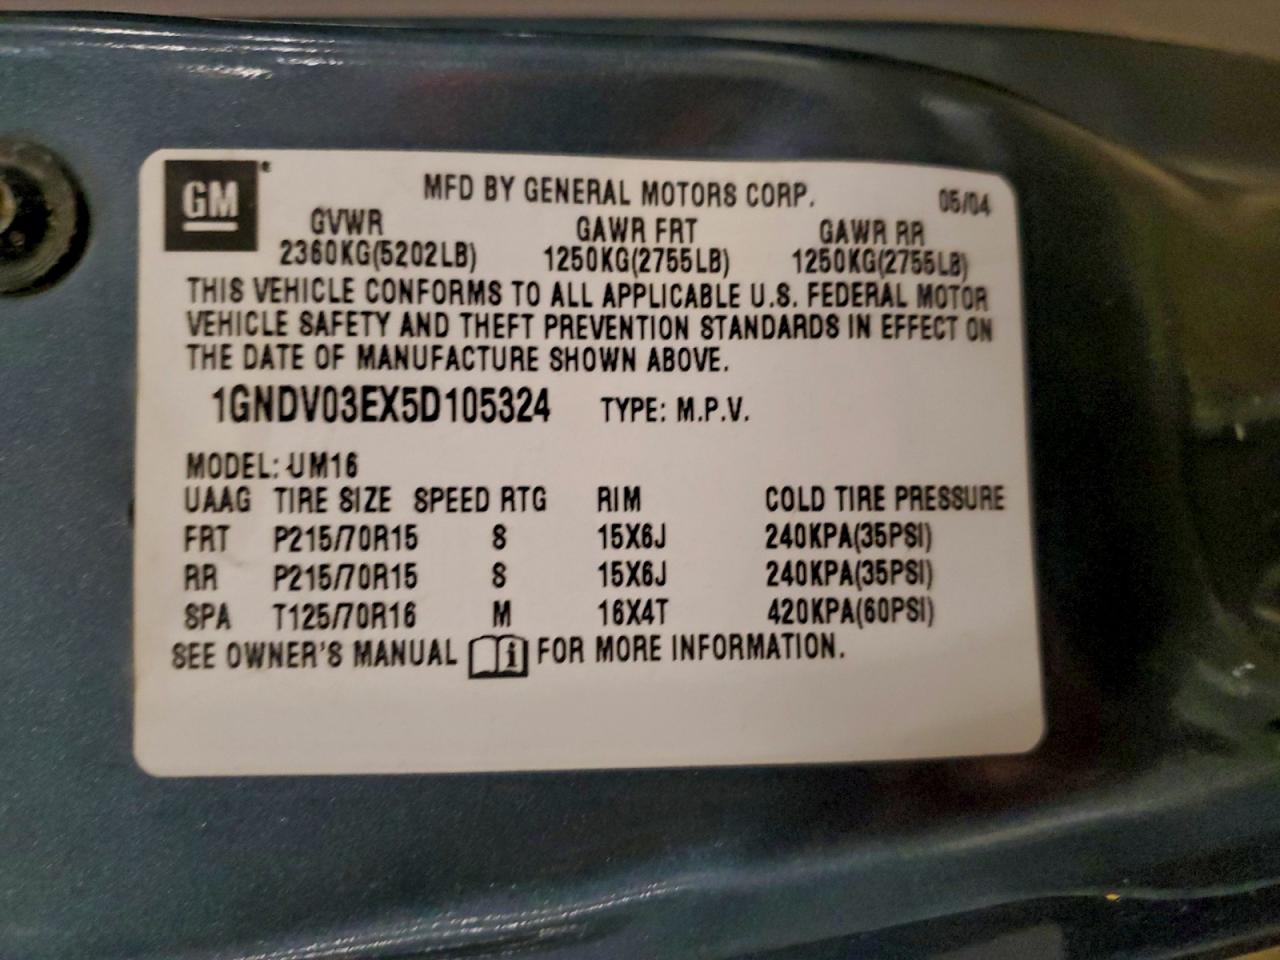 GM
MFD BY GENERAL MOTORS CORP. 05/04
GVWR GAWR FRT GAWR RR
2360KG(5202LB) 1250KG(2755LB) 1250KG(2755LB)
THIS VEHICLE CONFORMS TO ALL APPLICABLE U.S. FEDERAL MOTOR
VEHICLE SAFETY AND THEFT PREVENTION STANDARDS IN EFFECT ON
THE DATE OF MANUFACTURE SHOWN ABOVE.
1GNDV03EX5D105324 TYPE: M.P.V.
MODEL: UM16
UAAG TIRE SIZE SPEED RTG RIM COLD TIRE PRESSURE
FRT P215/70R15 S 15X6J 240KPA(35PSI)
RR P215/70R15 S 15X6J 240KPA(35PSI)
SPA T125/70R16 M 16X4T 420KPA(60PSI)
SEE OWNER'S MANUAL i FOR MORE INFORMATION.